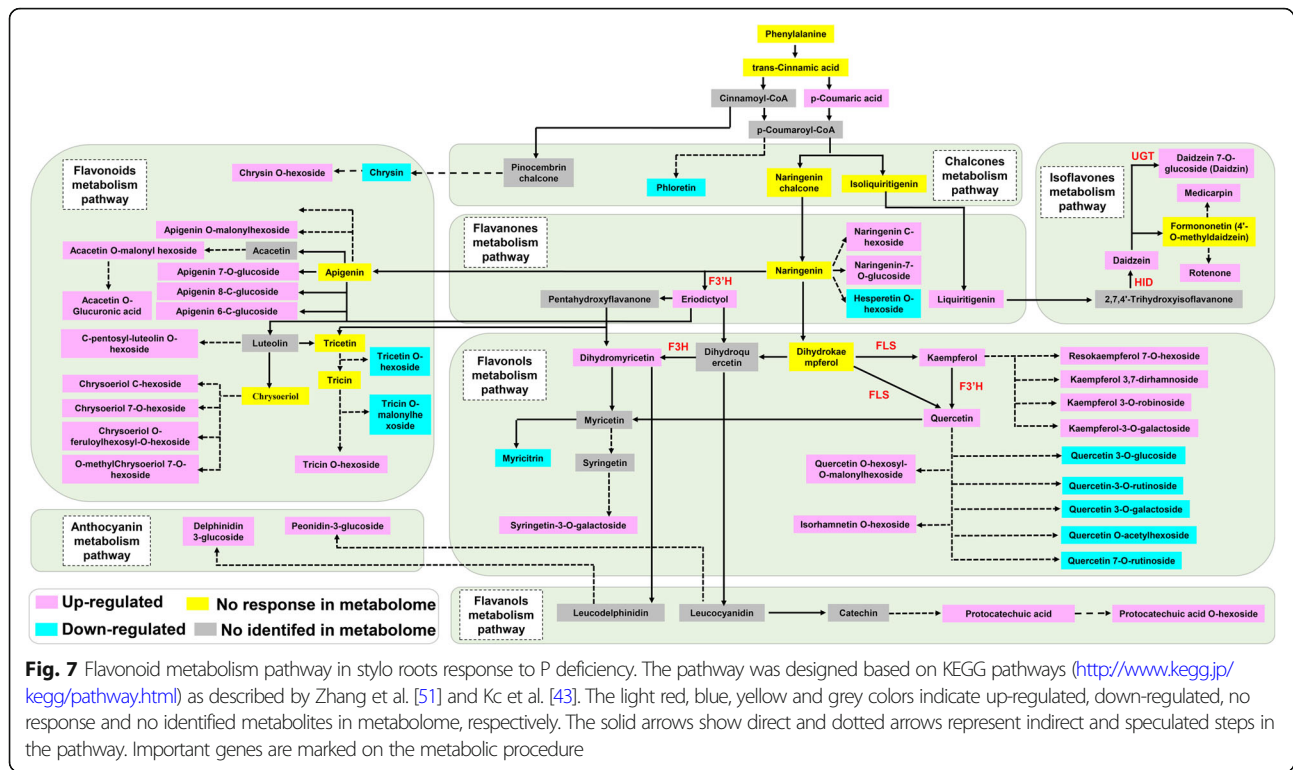 Phenylalanine
trans-Cinnamic acid
Cinnamoyl-CoA
p-Coumaric acid
p-Coumaroyl-CoA
Flavonoids
metabolism
pathway
Chrysin O-hexoside
Chrysin
Apigenin O-malonylhexoside
Acacetin O-malonyl hexoside
Acacetin
Apigenin 7-O-glucoside
Apigenin
Apigenin 8-C-glucoside
Acacetin O-
Glucuronic acid
Apigenin 6-C-glucoside
C-pentosyl-luteolin O-
hexoside
Luteolin
Tricetin
Tricetin O-
hexoside
Tricin
Chrysoeriol C-hexoside
Chrysoeriol
Chrysoeriol 7-O-hexoside
Tricin O-
malonylhe
xoside
Chrysoeriol O-
feruloylhexosyl-O-hexoside
O-methylChrysoeriol 7-O-
hexoside
Tricin O-hexoside
Pinocembrin
chalcone
Phloretin
Naringenin
chalcone
Isoliquiritigenin
Chalcones
metabolism
pathway
Flavanones
metabolism
pathway
Naringenin C-
hexoside
Naringenin
Naringenin-7-
O-glucoside
F3'H
Pentahydroxyflavanone
Eriodictyol
Hesperetin O-
hexoside
Liquiritigenin
Isoflavones
metabolism
pathway
UGT
Daidzein 7-O-
glucoside (Daidzin)
Medicarpin
Formononetin (4'-
O-methyldaidzein)
Daidzein
Rotenone
HID
2,7,4'-Trihydroxyisoflavanone
Flavonols
metabolism
pathway
Dihydromyricetin
F3H
Dihydroqu
ercetin
Dihydrokae
mpferol
FLS
Kaempferol
Resokaempferol 7-O-hexoside
Kaempferol 3,7-dirhamnoside
F3'H
FLS
Kaempferol 3-O-robinoside
Myricetin
Quercetin
Kaempferol-3-O-galactoside
Myricitrin
Syringetin
Quercetin O-hexosyl-
O-malonylhexoside
Quercetin 3-O-glucoside
Quercetin-3-O-rutinoside
Syringetin-3-O-galactoside
Isorhamnetin O-hexoside
Quercetin 3-O-galactoside
Quercetin O-acetylhexoside
Quercetin 7-O-rutinoside
Anthocyanin
metabolism
pathway
Delphinidin
3-glucoside
Peonidin-3-glucoside
Flavanols
metabolism
pathway
Leucodelphinidin
Leucocyanidin
Catechin
Protocatechuic acid
Protocatechuic acid O-hexoside
Up-regulated
No response in metabolome
Down-regulated
No identifed in metabolome
Fig. 7 Flavonoid metabolism pathway in stylo roots response to P deficiency. The pathway was designed based on KEGG pathways (http://www.kegg.jp/
kegg/pathway.html) as described by Zhang et al. [51] and Kc et al. [43]. The light red, blue, yellow and grey colors indicate up-regulated, down-regulated, no
response and no identified metabolites in metabolome, respectively. The solid arrows show direct and dotted arrows represent indirect and speculated steps in
the pathway. Important genes are marked on the metabolic procedure